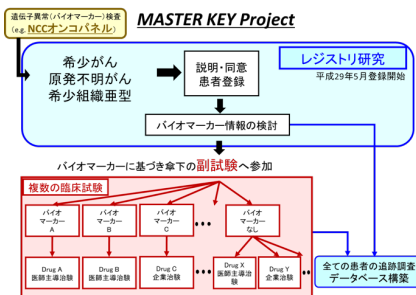 遺伝子異常（バイオマーカー）検査
（e.g. NCCオンコパネル）
MASTER KEY Project
レジストリ研究
平成29年5月登録開始
希少がん
原発不明がん
希少組織亜型
説明・同意
患者登録
バイオマーカー情報の検討
バイオマーカーに基づき傘下の副試験へ参加
複数の臨床試験
バイオ
マーカー
A
バイオ
マーカー
B
バイオ
マーカー
C
バイオ
マーカー
なし
Drug A
医師主導治験
Drug B
医師主導治験
Drug C
企業治験
Drug X
医師主導治験
Drug Y
企業治験
全ての患者の追跡調査
データベース構築